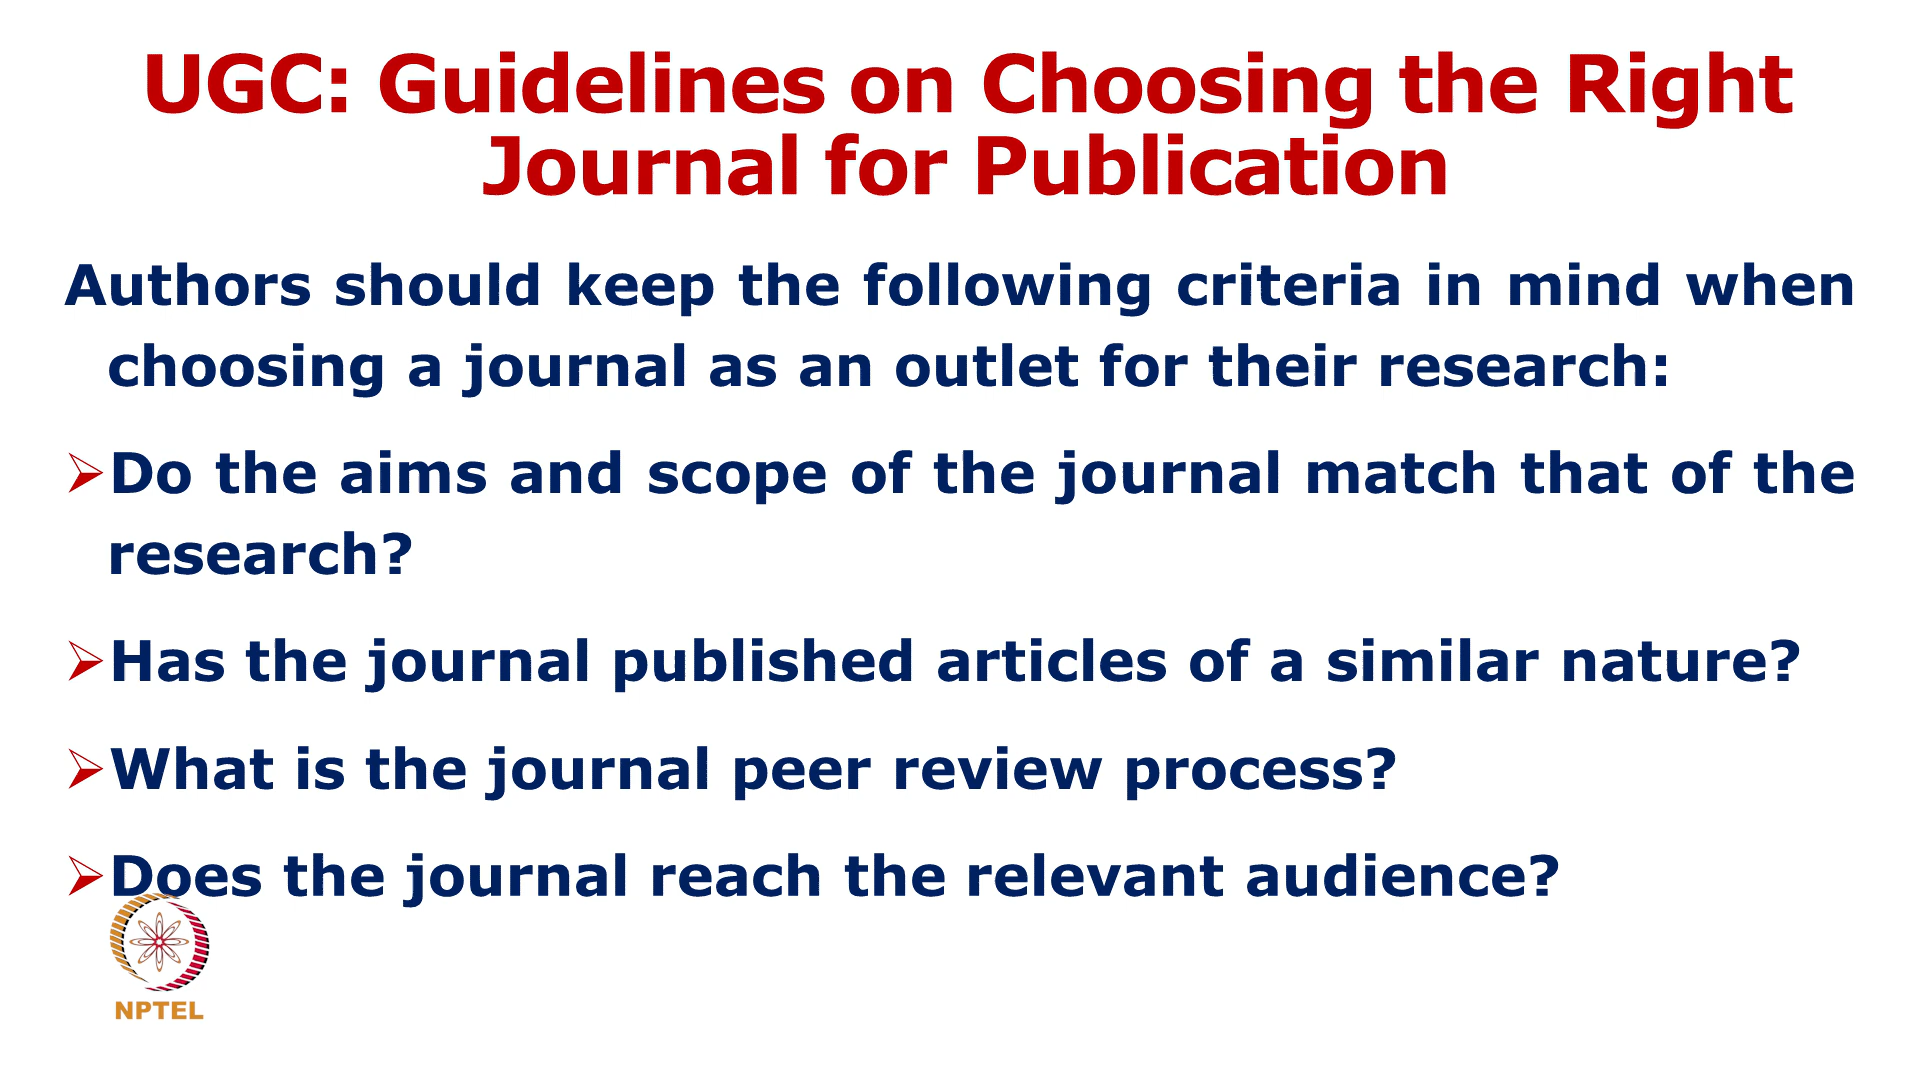 UGC: Guidelines on Choosing the Right
Journal for Publication
Authors should keep the following criteria in mind when
choosing a journal as an outlet for their research:
➢Do the aims and scope of the journal match that of the
research?
➢Has the journal published articles of a similar nature?
➢What is the journal peer review process?
➢Does the journal reach the relevant audience?
NPTEL